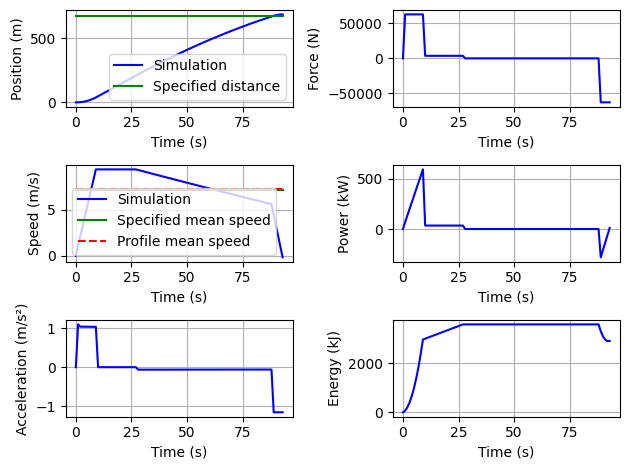 Position (m)
500
0
Simulation
Specified distance
0
25
50
75
Time (s)
Force (N)
50000
0
−50000
0
25
50
75
Time (s)
Speed (m/s)
5
0
Simulation
Specified mean speed
Profile mean speed
0
25
50
75
Time (s)
Power (kW)
500
0
0
25
50
75
Time (s)
Acceleration (m/s²)
1
0
−1
0
25
50
75
Time (s)
Energy (kJ)
2000
0
0
25
50
75
Time (s)